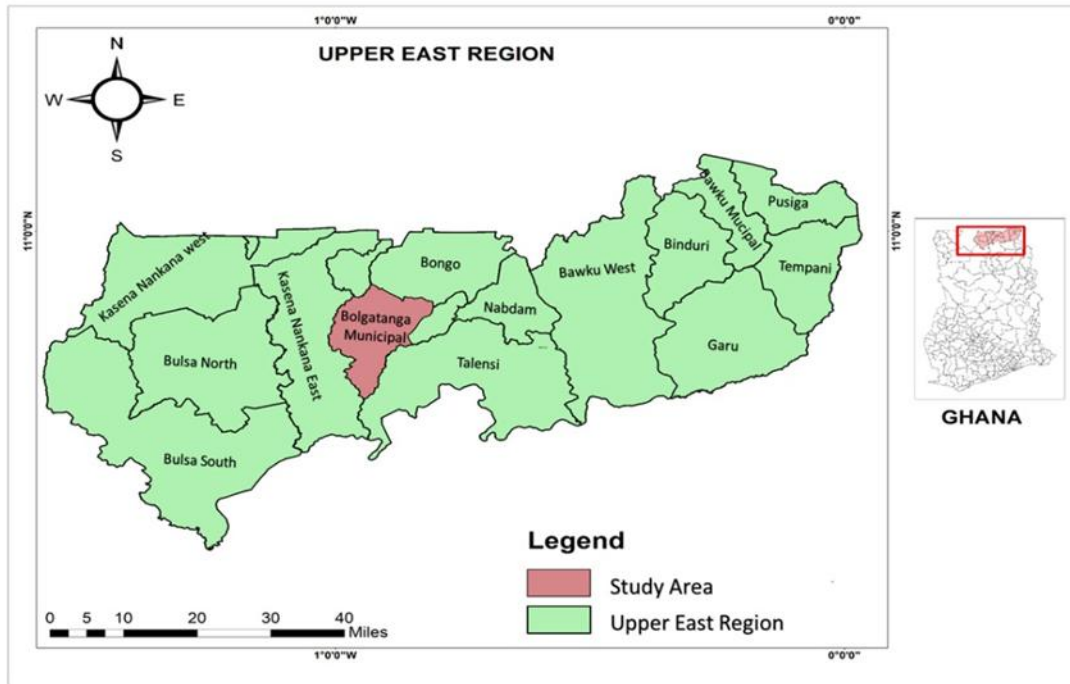 1°0'0"W
0°0'0"
UPPER EAST REGION
N
W
E
S
11°0'0"N
11°0'0"N
Kasena Nankana west
Kasena Nankana East
Bongo
Bolgatanga
Municipal
Nabdam
Talensi
Bulsa North
Bulsa South
Bawku West
Binduri
Bawku Mucipal
Pusiga
Tempani
Garu
GHANA
Legend
Study Area
Upper East Region
0 5 10 20 30 40
Miles
1°0'0"W
0°0'0"